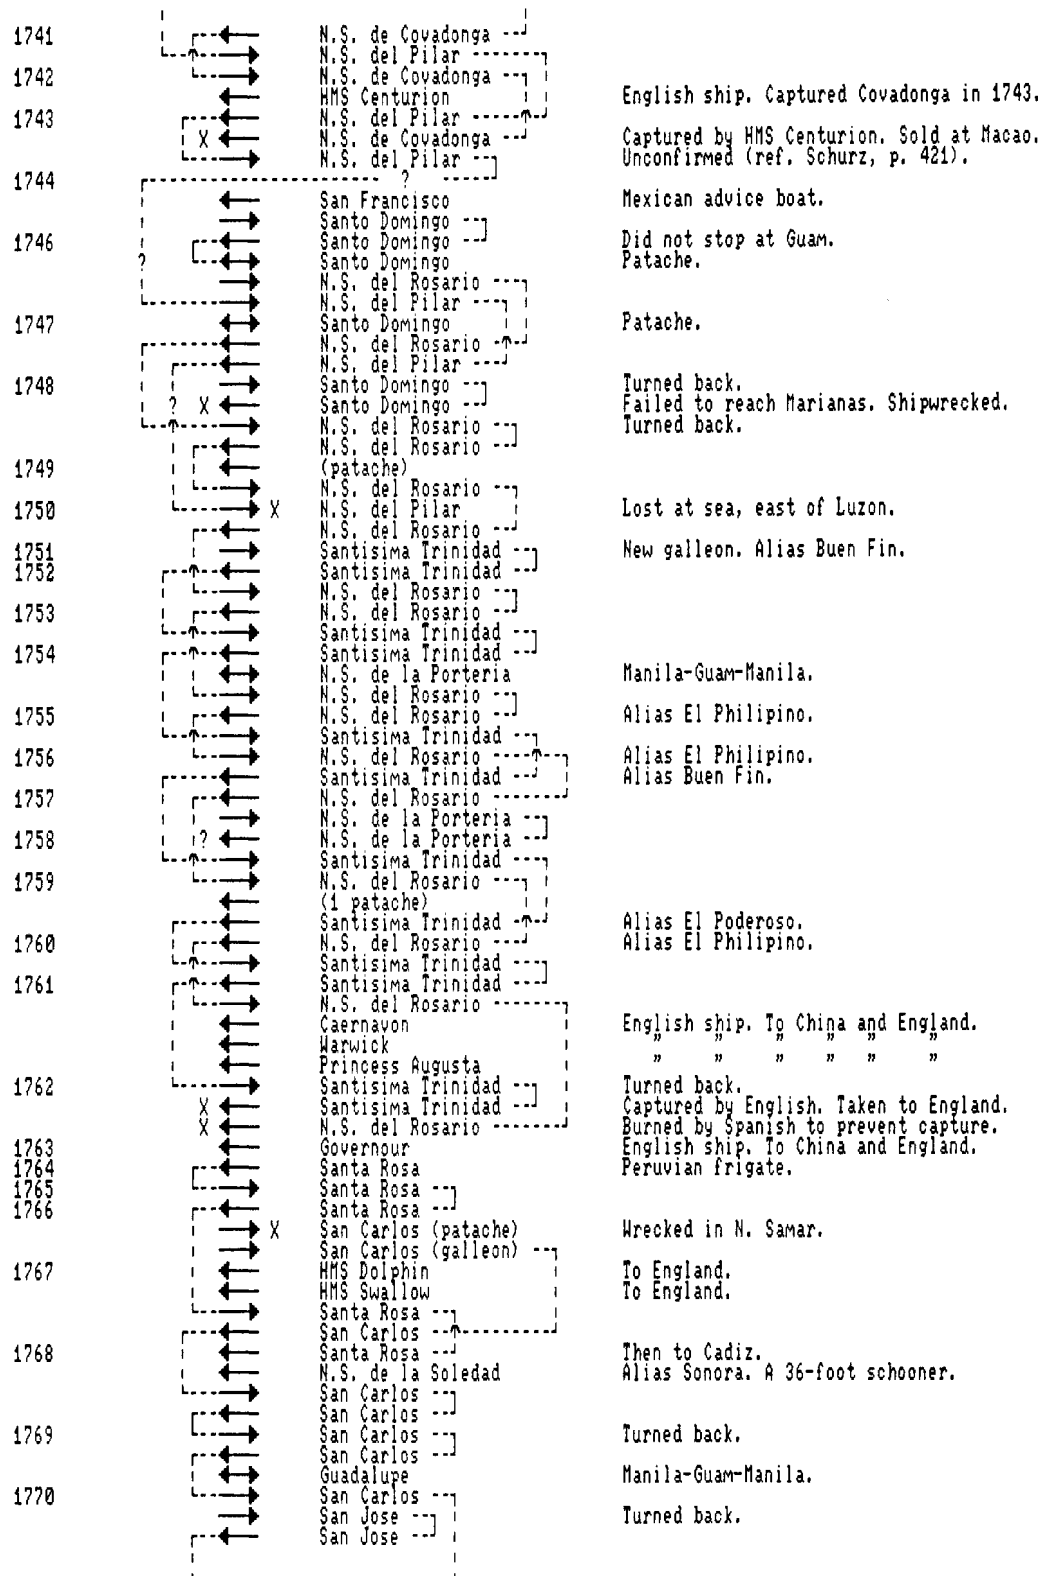 1741 N.S. de Covadonga
N.S. del Pilar
1742 N.S. de Covadonga
HMS Centurion English ship. Captured Covadonga in 1743.
1743 N.S. del Pilar
X N.S. de Covadonga Captured by HMS Centurion. Sold at Macao.
N.S. del Pilar Unconfirmed (ref. Schurz, p. 421).
1744 ?
San Francisco Mexican advice boat.
Santo Domingo
1746 Santo Domingo Did not stop at Guam.
? Santo Domingo Patache.
N.S. del Rosario
N.S. del Pilar
1747 Santo Domingo Patache.
N.S. del Rosario
N.S. del Pilar
1748 Santo Domingo Turned back.
? X Santo Domingo Failed to reach Marianas. Shipwrecked.
N.S. del Rosario Turned back.
N.S. del Rosario
1749 (patache)
N.S. del Rosario
1750 X N.S. del Pilar Lost at sea, east of Luzon.
N.S. del Rosario
1751 Santisima Trinidad New galleon. Alias Buen Fin.
1752 Santisima Trinidad
N.S. del Rosario
1753 N.S. del Rosario
Santisima Trinidad
1754 Santisima Trinidad
N.S. de la Porteria Manila-Guam-Manila.
N.S. del Rosario
1755 N.S. del Rosario Alias El Philipino.
Santisima Trinidad
1756 N.S. del Rosario Alias El Philipino.
Santisima Trinidad Alias Buen Fin.
1757 N.S. del Rosario
N.S. de la Porteria
1758 ? N.S. de la Porteria
Santisima Trinidad
1759 N.S. del Rosario
(1 patache)
Santisima Trinidad Alias El Poderoso.
1760 N.S. del Rosario Alias El Philipino.
Santisima Trinidad
1761 Santisima Trinidad
N.S. del Rosario
Caernavon English ship. To China and England.
Warwick " " " " " "
Princess Augusta " " " " " "
1762 Santisima Trinidad Turned back.
X Santisima Trinidad Captured by English. Taken to England.
X N.S. del Rosario Burned by Spanish to prevent capture.
1763 Governour English ship. To China and England.
1764 Santa Rosa Peruvian frigate.
1765 Santa Rosa
1766 Santa Rosa
X San Carlos (patache) Wrecked in N. Samar.
San Carlos (galleon)
1767 HMS Dolphin To England.
HMS Swallow To England.
Santa Rosa
San Carlos
1768 Santa Rosa Then to Cadiz.
N.S. de la Soledad Alias Sonora. A 36-foot schooner.
San Carlos
San Carlos
1769 San Carlos Turned back.
San Carlos
Guadalupe Manila-Guam-Manila.
1770 San Carlos
San Jose Turned back.
San Jose